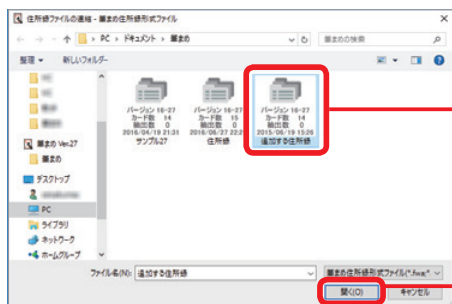 住所録ファイルの連結 - 筆まめ住所録形式ファイル
PC › ドキュメント › 筆まめ
筆まめの検索
整理 ▼ 新しいフォルダー
筆まめ Ver.27
筆まめ
デスクトップ
PC
ライブラリ
ネットワーク
ホームグループ
バージョン 16-27
カード数 14
抽出数 0
2016/04/19 21:31
サンプル27
バージョン 16-27
カード数 15
抽出数 0
2016/06/27 22:2
住所録
バージョン 16-27
カード数 14
抽出数 0
2015/06/19 15:26
追加する住所録
ファイル名(N): 追加する住所録
筆まめ住所録形式ファイル(*.fwa;*
開く(O)
キャンセル